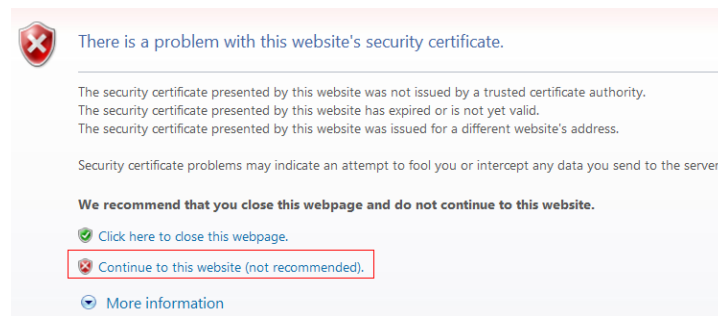 There is a problem with this website's security certificate.
The security certificate presented by this website was not issued by a trusted certificate authority.
The security certificate presented by this website has expired or is not yet valid.
The security certificate presented by this website was issued for a different website's address.
Security certificate problems may indicate an attempt to fool you or intercept any data you send to the server
We recommend that you close this webpage and do not continue to this website.
Click here to close this webpage.
Continue to this website (not recommended).
More information